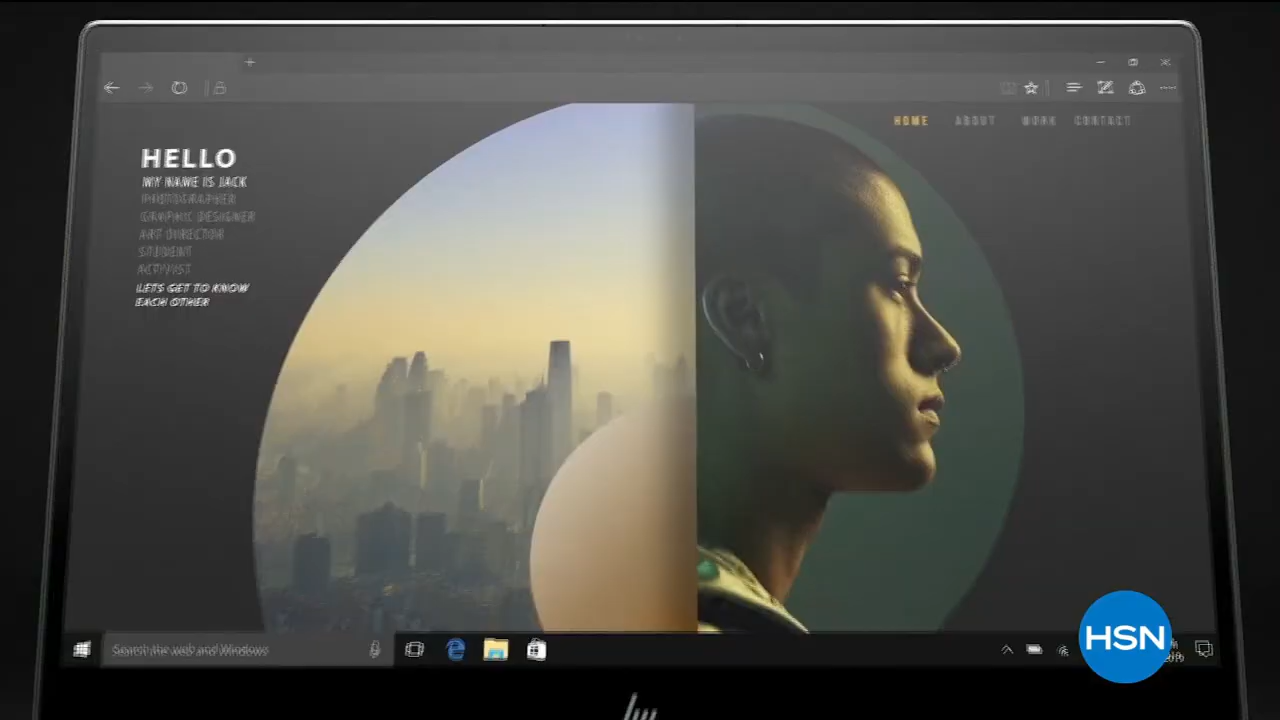 HOME ABOUT WORK CONTACT
HELLO
MY NAME IS JACK
PHOTOGRAPHER
GRAPHIC DESIGNER
ART DIRECTOR
STUDENT
ACTIVIST
LETS GET TO KNOW
EACH OTHER
Search the web and Windows
HSN
hp